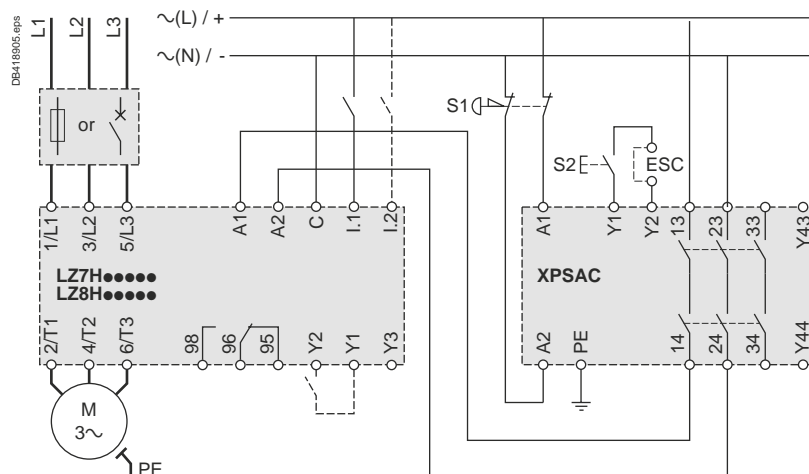 DB418905.eps
L1
L2
L3
~(L) / +
~(N) / -
or
S1
S2
ESC
1/L1
3/L2
5/L3
A1
A2
C
I.1
I.2
A1
Y1
Y2
13
23
33
Y43
LZ7H●●●●●
LZ8H●●●●●
XPSAC
2/T1
4/T2
6/T3
98
96
95
Y2
Y1
Y3
A2
PE
14
24
34
Y44
M
3~
PE